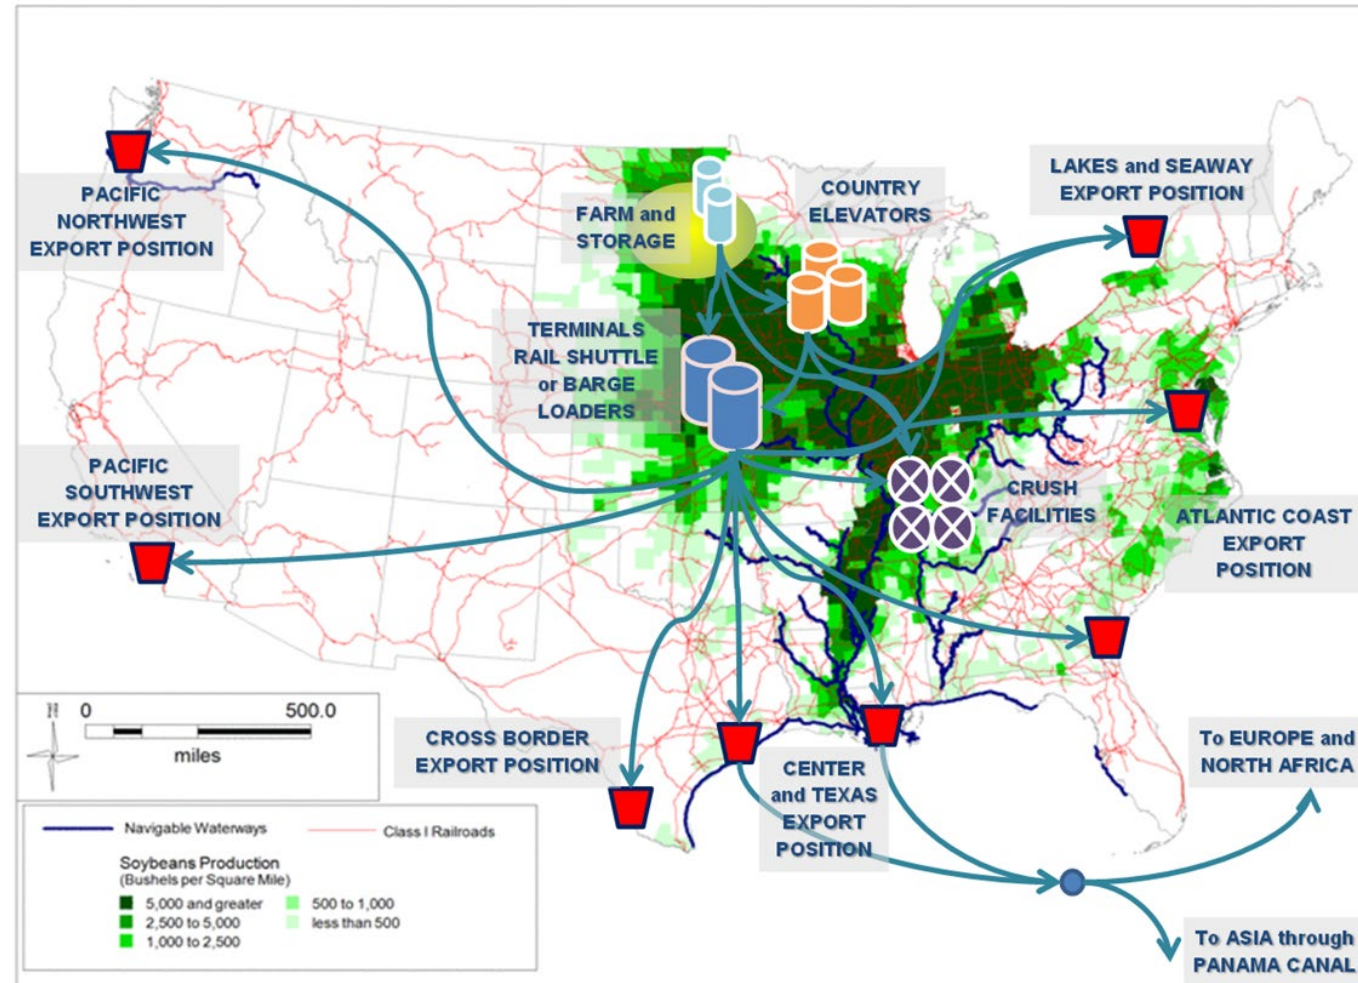 LAKES and SEAWAY
EXPORT POSITION
COUNTRY
ELEVATORS
PACIFIC
NORTHWEST
EXPORT POSITION
FARM and
STORAGE
TERMINALS
RAIL SHUTTLE
or BARGE
LOADERS
PACIFIC
SOUTHWEST
EXPORT POSITION
CRUSH
FACILITIES
ATLANTIC COAST
EXPORT
POSITION
0 500.0
miles
CROSS BORDER
EXPORT POSITION
CENTER
and TEXAS
EXPORT
POSITION
To EUROPE and
NORTH AFRICA
To ASIA through
PANAMA CANAL
Navigable Waterways
Class I Railroads
Soybeans Production
(Bushels per Square Mile)
5,000 and greater
2,500 to 5,000
1,000 to 2,500
500 to 1,000
less than 500